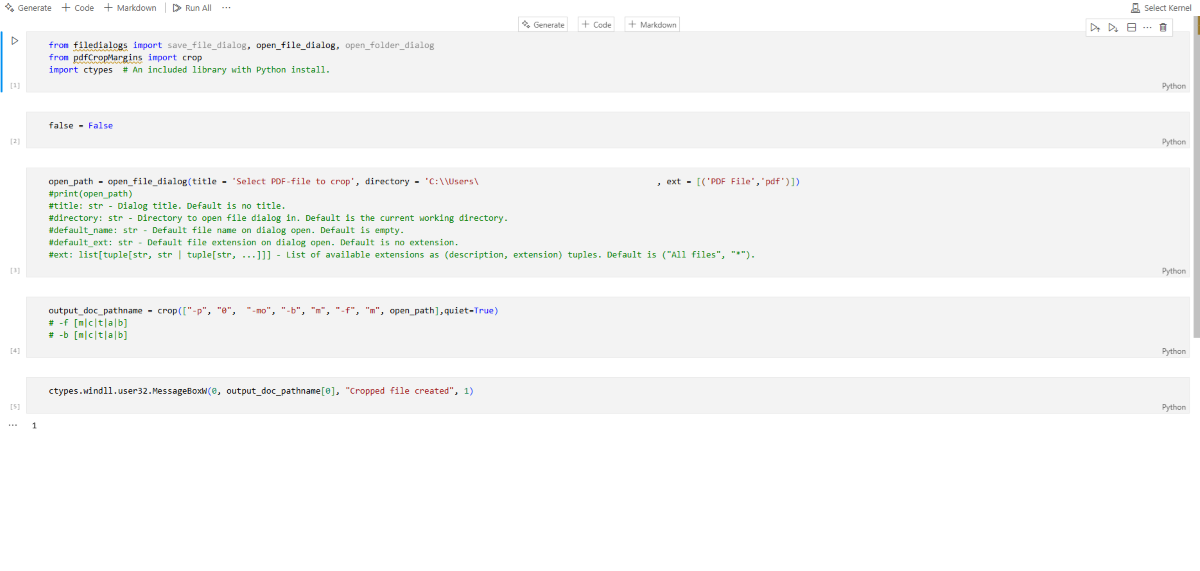 Generate + Code + Markdown Run All ...
Select Kernel
Generate + Code + Markdown
from filedialogs import save_file_dialog, open_file_dialog, open_folder_dialog
from pdfCropMargins import crop
import ctypes # An included library with Python install.
[1]
Python
false = False
[2]
Python
open_path = open_file_dialog(title = 'Select PDF-file to crop', directory = 'C:\\Users\ , ext = [('PDF File','pdf')])
#print(open_path)
#title: str - Dialog title. Default is no title.
#directory: str - Directory to open file dialog in. Default is the current working directory.
#default_name: str - Default file name on dialog open. Default is empty.
#default_ext: str - Default file extension on dialog open. Default is no extension.
#ext: list[tuple[str, str | tuple[str, ...]]] - List of available extensions as (description, extension) tuples. Default is ("All files", "*").
[3]
Python
output_doc_pathname = crop(["-p", "0", "-mo", "-b", "m", "-f", "m", open_path],quiet=True)
# -f [m|c|t|a|b]
# -b [m|c|t|a|b]
[4]
Python
ctypes.windll.user32.MessageBoxW(0, output_doc_pathname[0], "Cropped file created", 1)
[5]
Python
... 1